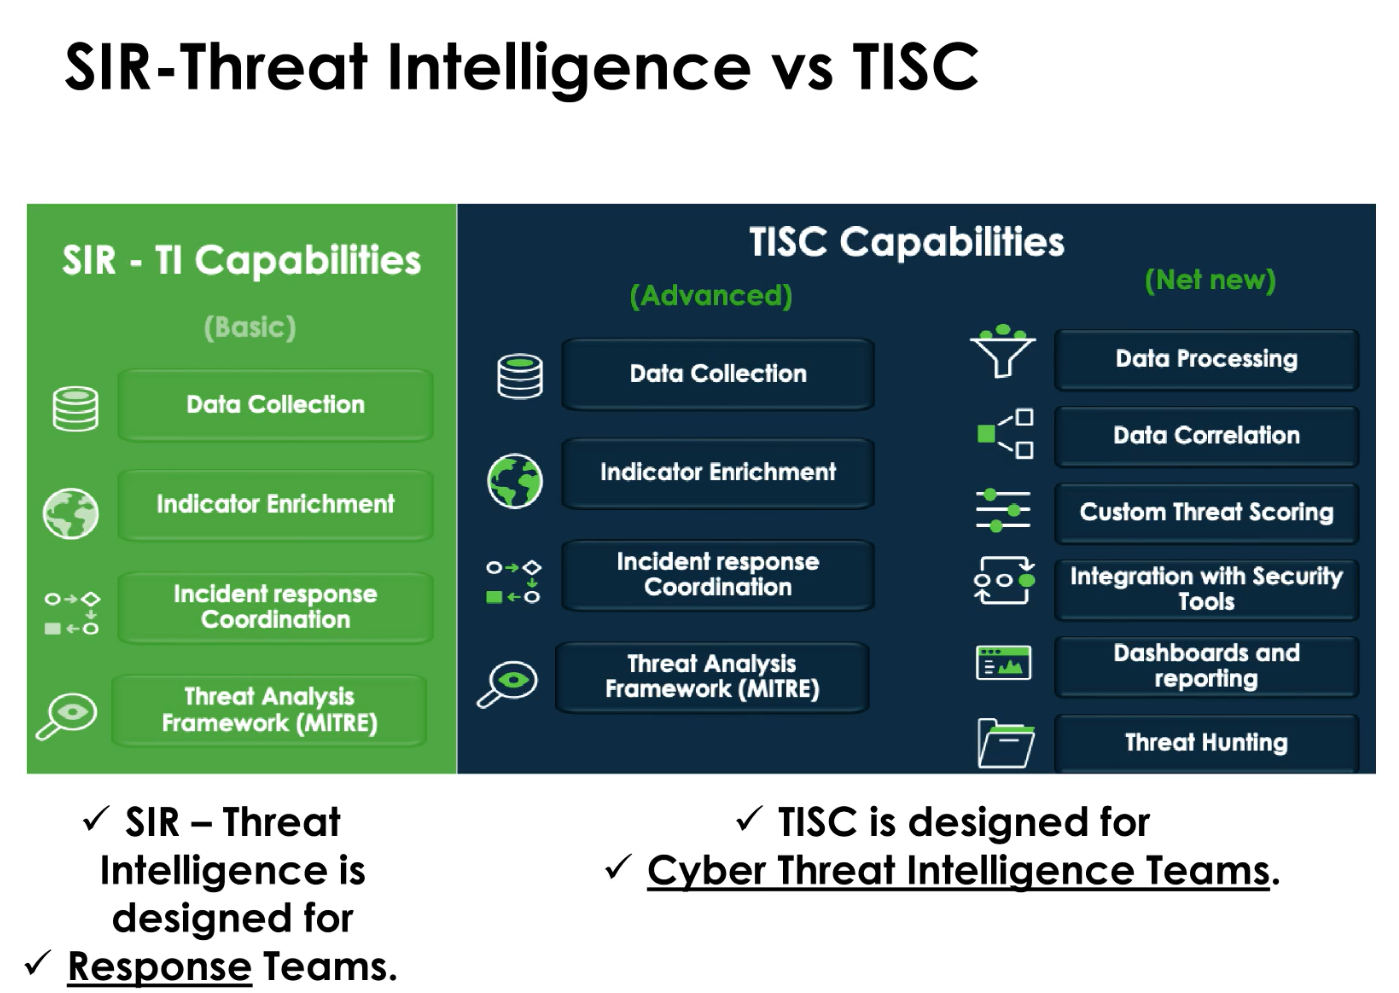 SIR-Threat Intelligence vs TISC
SIR - TI Capabilities
(Basic)
Data Collection
Indicator Enrichment
Incident response
Coordination
Threat Analysis
Framework (MITRE)
TISC Capabilities
(Advanced)
Data Collection
Indicator Enrichment
Incident response
Coordination
Threat Analysis
Framework (MITRE)
(Net new)
Data Processing
Data Correlation
Custom Threat Scoring
Integration with Security
Tools
Dashboards and
reporting
Threat Hunting
✓ SIR – Threat
Intelligence is
designed for
✓ Response Teams.
✓ TISC is designed for
✓ Cyber Threat Intelligence Teams.